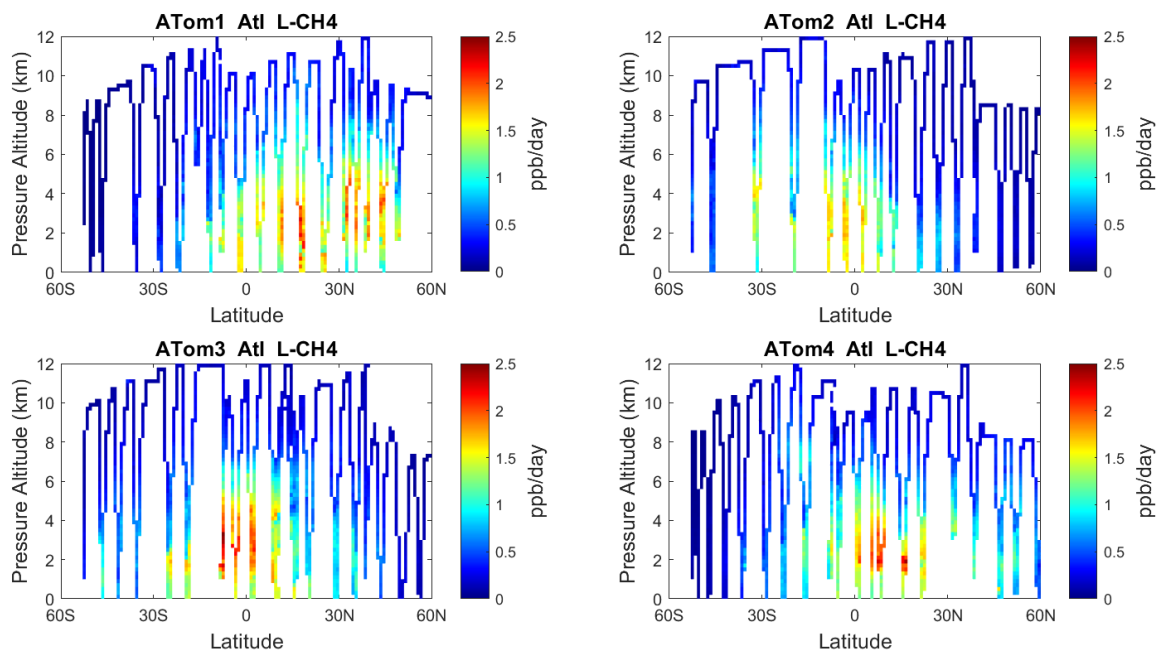 ATom1 Atl L-CH4
12
10
8
6
4
2
0
Pressure Altitude (km)
60S 30S 0 30N 60N
Latitude
2.5
2
1.5
1
0.5
0
ppb/day
ATom2 Atl L-CH4
12
10
8
6
4
2
0
Pressure Altitude (km)
60S 30S 0 30N 60N
Latitude
2.5
2
1.5
1
0.5
0
ppb/day
ATom3 Atl L-CH4
12
10
8
6
4
2
0
Pressure Altitude (km)
60S 30S 0 30N 60N
Latitude
2.5
2
1.5
1
0.5
0
ppb/day
ATom4 Atl L-CH4
12
10
8
6
4
2
0
Pressure Altitude (km)
60S 30S 0 30N 60N
Latitude
2.5
2
1.5
1
0.5
0
ppb/day